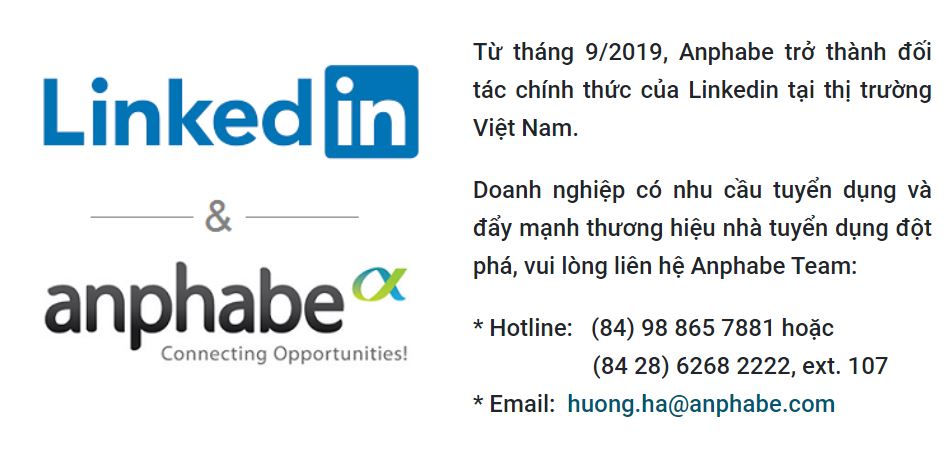 Linkedin
&
anphabe
Connecting Opportunities!
Từ tháng 9/2019, Anphabe trở thành đối
tác chính thức của Linkedin tại thị trường
Việt Nam.
Doanh nghiệp có nhu cầu tuyển dụng và
đẩy mạnh thương hiệu nhà tuyển dụng đột
phá, vui lòng liên hệ Anphabe Team:
* Hotline: (84) 98 865 7881 hoặc
(84 28) 6268 2222, ext. 107
* Email: huong.ha@anphabe.com